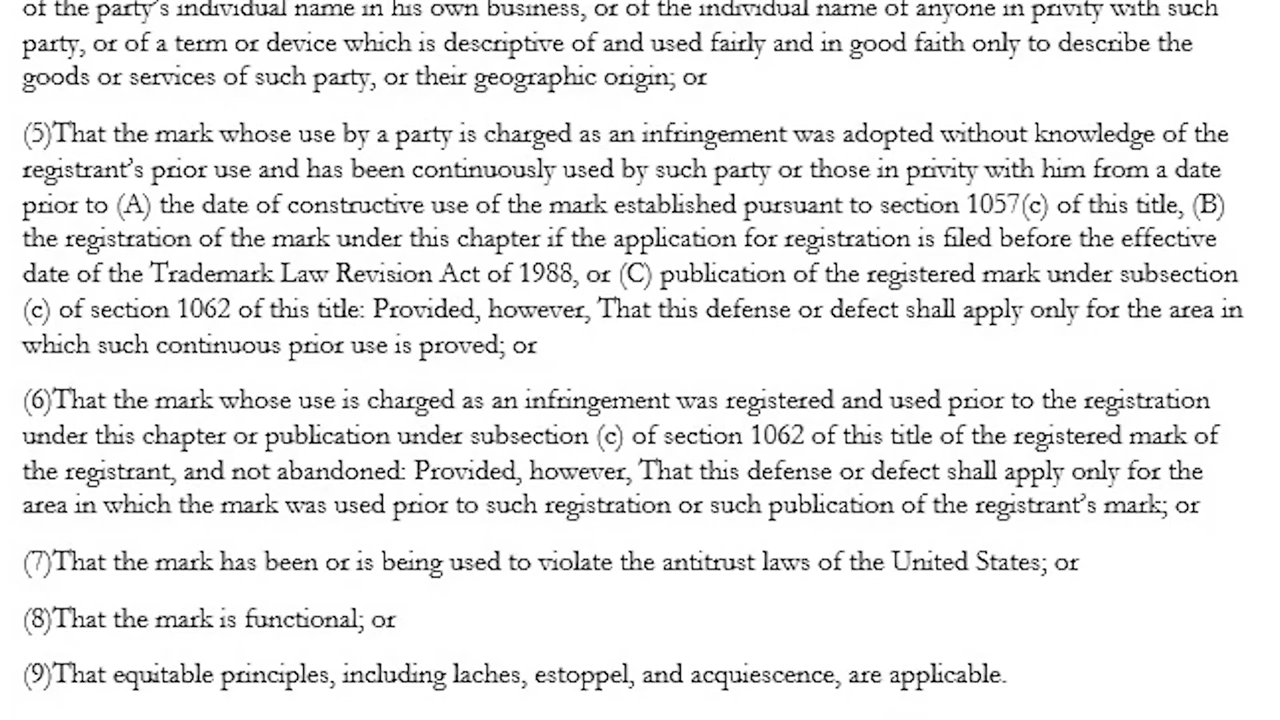 of the party's individual name in his own business, or of the individual name of anyone in privity with such
party, or of a term or device which is descriptive of and used fairly and in good faith only to describe the
goods or services of such party, or their geographic origin; or
(5)That the mark whose use by a party is charged as an infringement was adopted without knowledge of the
registrant's prior use and has been continuously used by such party or those in privity with him from a date
prior to (A) the date of constructive use of the mark established pursuant to section 1057(c) of this title, (B)
the registration of the mark under this chapter if the application for registration is filed before the effective
date of the Trademark Law Revision Act of 1988, or (C) publication of the registered mark under subsection
(c) of section 1062 of this title: Provided, however, That this defense or defect shall apply only for the area in
which such continuous prior use is proved; or
(6)That the mark whose use is charged as an infringement was registered and used prior to the registration
under this chapter or publication under subsection (c) of section 1062 of this title of the registered mark of
the registrant, and not abandoned: Provided, however, That this defense or defect shall apply only for the
area in which the mark was used prior to such registration or such publication of the registrant's mark; or
(7)That the mark has been or is being used to violate the antitrust laws of the United States; or
(8)That the mark is functional; or
(9)That equitable principles, including laches, estoppel, and acquiescence, are applicable.